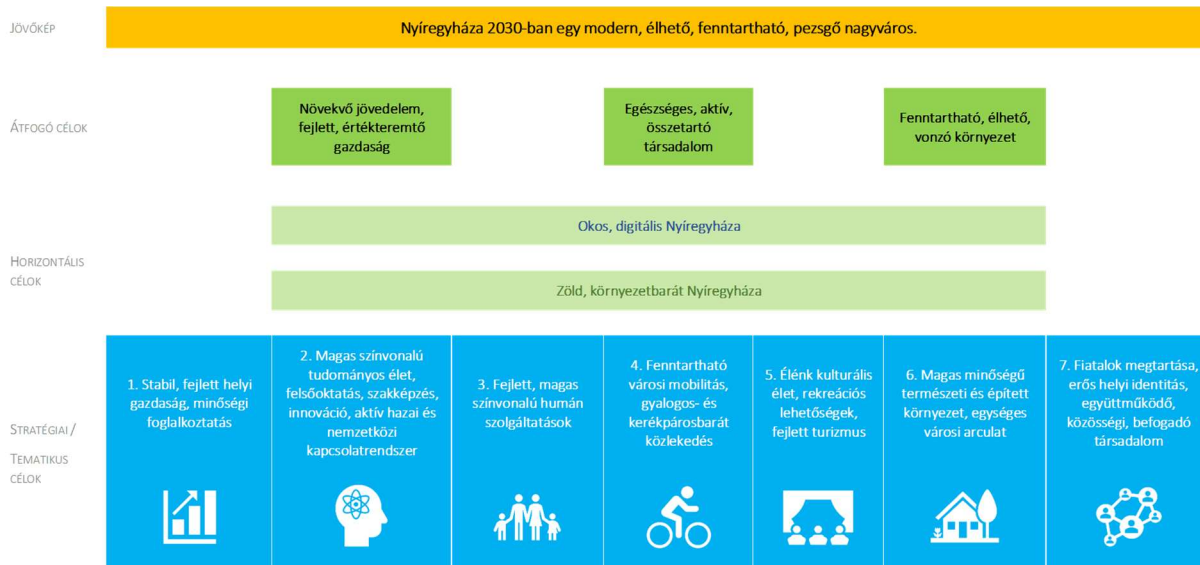 JÖVŐKÉP
Nyíregyháza 2030-ban egy modern, élhető, fenntartható, pezsgő nagyváros.
ÁTFOGÓ CÉLOK
Növekvő jövedelem,
fejlett, értékteremtő
gazdaság
Egészséges, aktív,
összetartó
társadalom
Fenntartható, élhető,
vonzó környezet
HORIZONTÁLIS
CÉLOK
Okos, digitális Nyíregyháza
Zöld, környezetbarát Nyíregyháza
STRATÉGIAI /
TEMATIKUS
CÉLOK
1. Stabil, fejlett helyi
gazdaság, minőségi
foglalkoztatás
2. Magas színvonalú
tudományos élet,
felsőoktatás, szakképzés,
innováció, aktív hazai és
nemzetközi
kapcsolatrendszer
3. Fejlett, magas
színvonalú humán
szolgáltatások
4. Fenntartható
városi mobilitás,
gyalogos- és
kerékpárosbarát
közlekedés
5. Élénk kulturális
élet, rekreációs
lehetőségek,
fejlett turizmus
6. Magas minőségű
természeti és épített
környezet, egységes
városi arculat
7. Fiatalok megtartása,
erős helyi identitás,
együttműködő,
közösségi, befogadó
társadalom